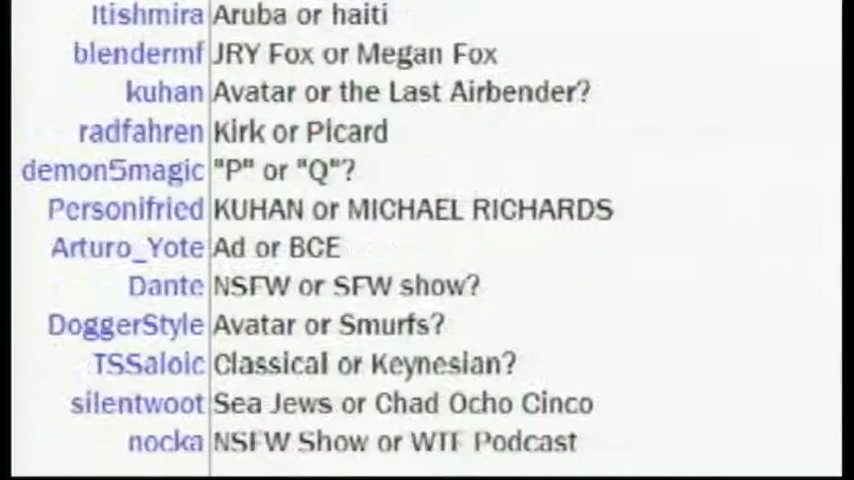 Itishmira Aruba or haiti
blendermf JRY Fox or Megan Fox
kuhan Avatar or the Last Airbender?
radfahren Kirk or Picard
demon5magic "P" or "Q"?
Personifried KUHAN or MICHAEL RICHARDS
Arturo_Yote Ad or BCE
Dante NSFW or SFW show?
DoggerStyle Avatar or Smurfs?
TSSaloic Classical or Keynesian?
silentwoot Sea Jews or Chad Ocho Cinco
nocka NSFW Show or WTF Podcast